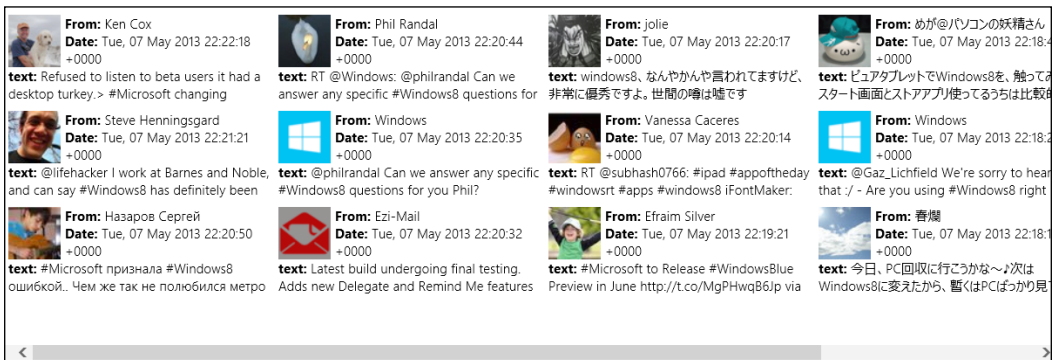 From: Ken Cox
Date: Tue, 07 May 2013 22:22:18
+0000
text: Refused to listen to beta users it had a
desktop turkey.> #Microsoft changing
From: Steve Henningsgard
Date: Tue, 07 May 2013 22:21:21
+0000
text: @lifehacker I work at Barnes and Noble,
and can say #Windows8 has definitely been
From: Назаров Сергей
Date: Tue, 07 May 2013 22:20:50
+0000
text: #Microsoft признала #Windows8
ошибкой.. Чем же так не полюбился метро
From: Phil Randal
Date: Tue, 07 May 2013 22:20:44
+0000
text: RT @Windows: @philrandal Can we
answer any specific #Windows8 questions for
From: Windows
Date: Tue, 07 May 2013 22:20:35
+0000
text: @philrandal Can we answer any specific
#Windows8 questions for you Phil?
From: Ezi-Mail
Date: Tue, 07 May 2013 22:20:32
+0000
text: Latest build undergoing final testing.
Adds new Delegate and Remind Me features
From: jolie
Date: Tue, 07 May 2013 22:20:17
+0000
text: windows8、なんやかんや言われてますけど、
非常に優秀ですよ。世間の噂は嘘です
From: Vanessa Caceres
Date: Tue, 07 May 2013 22:20:14
+0000
text: RT @subhash0766: #ipad #appoftheday
#windowsrt #apps #windows8 iFontMaker:
From: Efraim Silver
Date: Tue, 07 May 2013 22:19:21
+0000
text: #Microsoft to Release #WindowsBlue
Preview in June http://t.co/MgPHwqB6Jp via
From: めが@パソコンの妖精さん
Date: Tue, 07 May 2013 22:18:4
+0000
text: ピュアタブレットでWindows8を、触ってみ
スタート画面とストアアプリ使ってるうちは比較的
From: Windows
Date: Tue, 07 May 2013 22:18:2
+0000
text: @Gaz_Lichfield We're sorry to hear
that :/ - Are you using #Windows8 right
From: 春爛
Date: Tue, 07 May 2013 22:18:1
+0000
text: 今日、PC回収に行こうかな～♪次は
Windows8に変えたから、暫くはPCばっかり見て